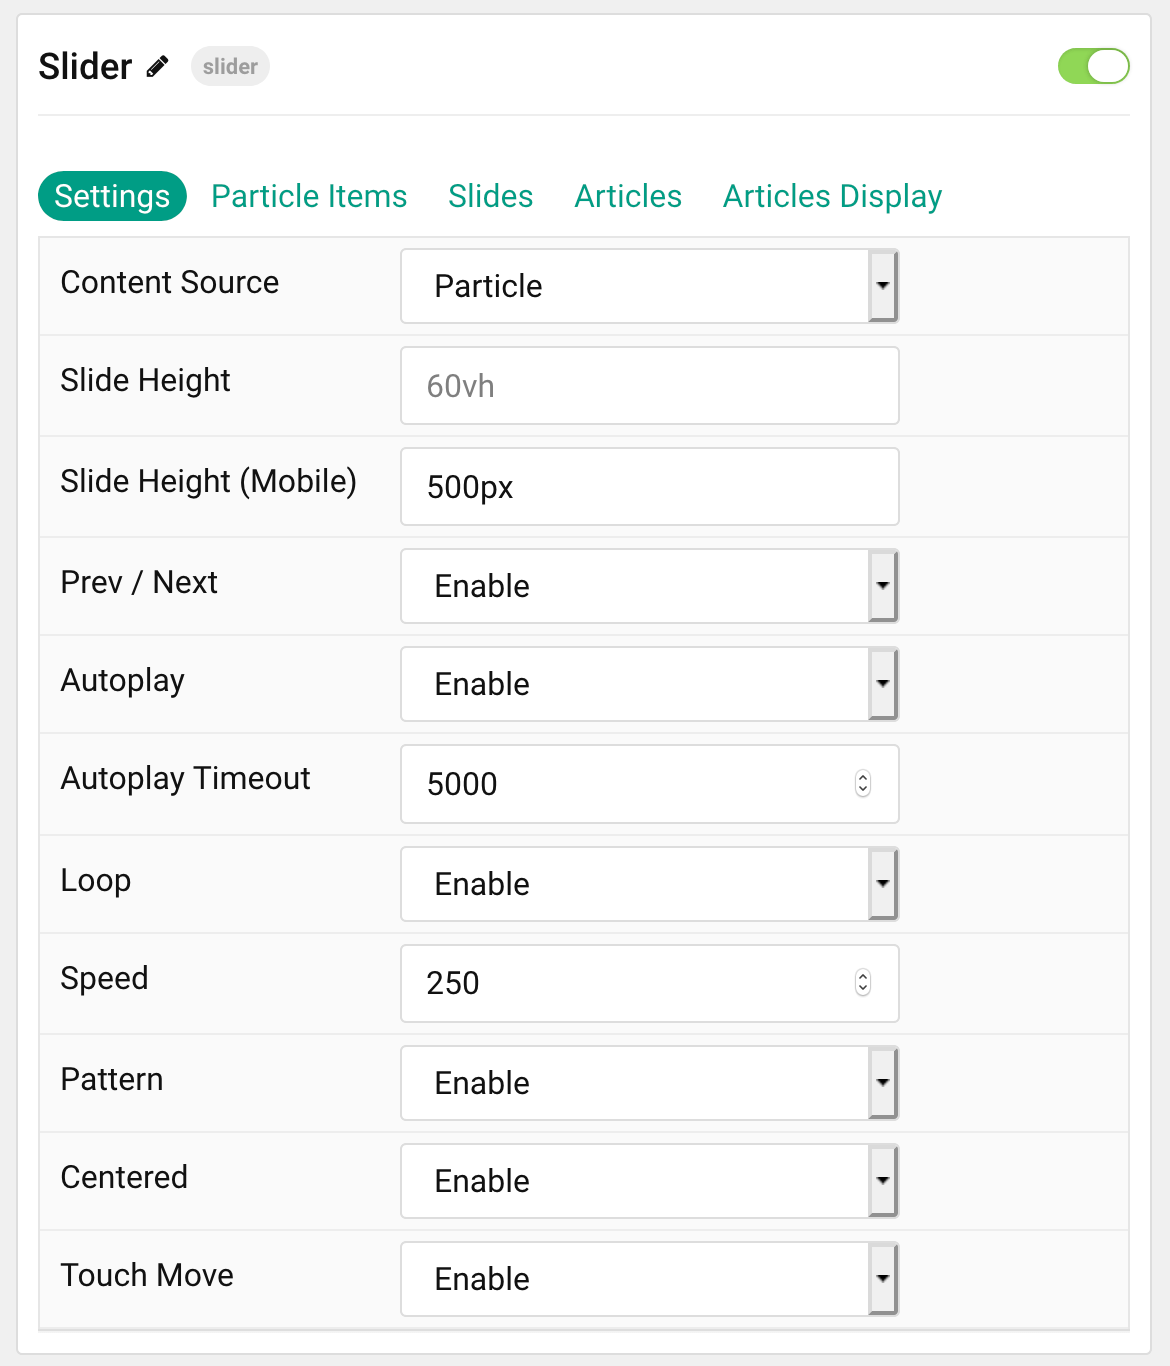 Slider slider
Settings Particle Items Slides Articles Articles Display
Content Source Particle
Slide Height 60vh
Slide Height (Mobile) 500px
Prev / Next Enable
Autoplay Enable
Autoplay Timeout 5000
Loop Enable
Speed 250
Pattern Enable
Centered Enable
Touch Move Enable